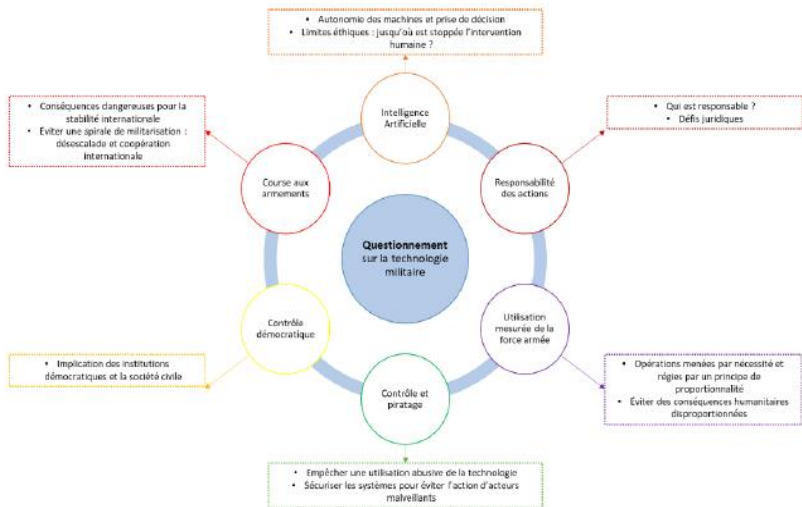 Autonomie des machines et prise de décision
Limites éthiques : jusqu'où est stoppée l'intervention
humaine ?
Intelligence
Artificielle
Conséquences dangereuses pour la
stabilité internationale
Éviter une spirale de militarisation :
désescalade et coopération
internationale
Qui est responsable ?
Défis juridiques
Course aux
armements
Responsabilité
des actions
Questionnement
sur la technologie
militaire
Contrôle
démocratique
Utilisation
mesurée de la
force armée
Implication des institutions
démocratiques et la société civile
Contrôle et
piratage
Opérations menées par nécessité et
régies par un principe de
proportionnalité
Éviter des conséquences humanitaires
disproportionnées
Empêcher une utilisation abusive de la technologie
Sécuriser les systèmes pour éviter l'action d'acteurs
malveillants